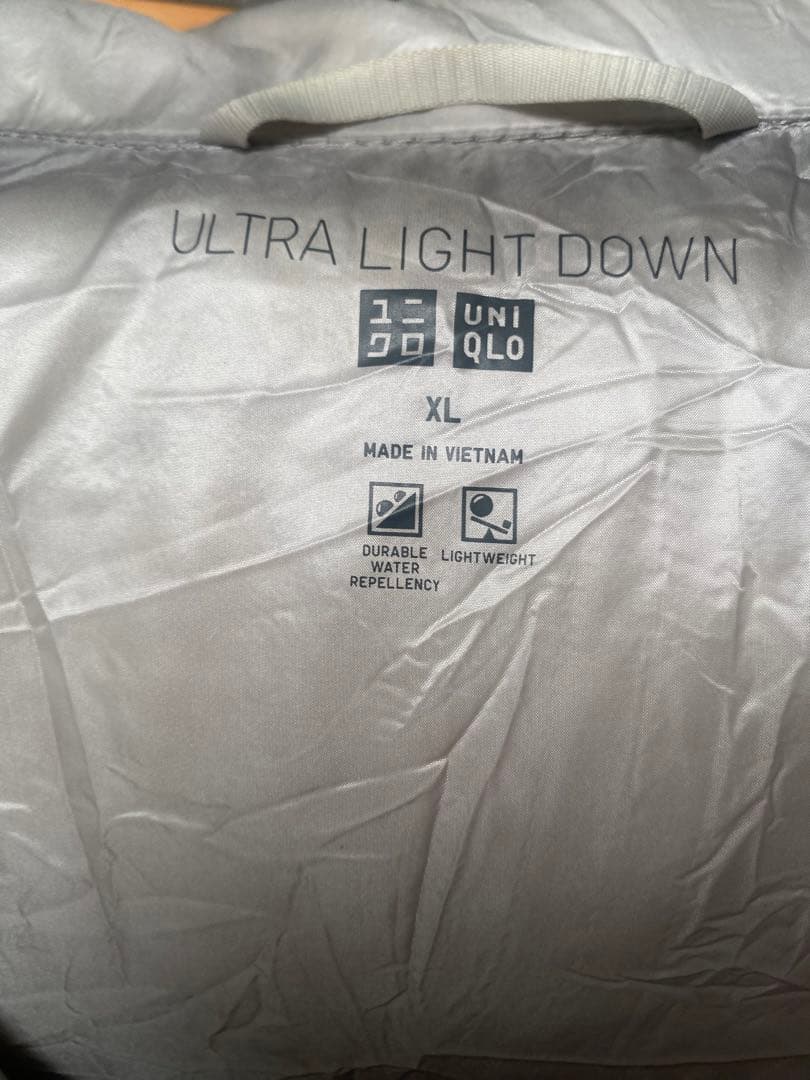 ULTRA LIGHT DOWN
ユニ UNI
クロ QLO
XL
MADE IN VIETNAM
DURABLE LIGHTWEIGHT
WATER
REPELLENCY